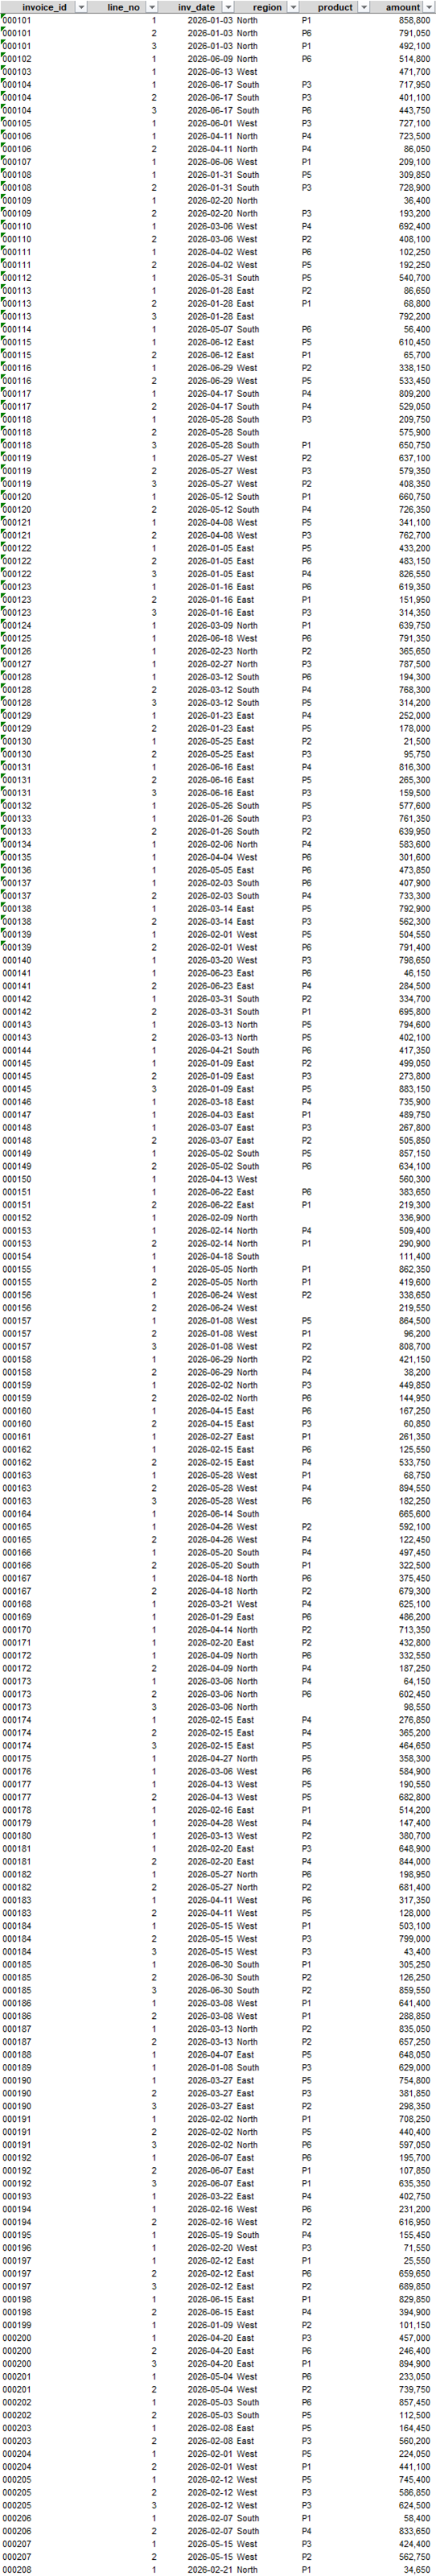 invoice_id line_no inv_date region product amount
000101 1 2026-01-03 North P1 858,800
000101 2 2026-01-03 North P6 791,050
000101 3 2026-01-03 North P1 492,100
000102 1 2026-06-09 North P6 514,800
000103 1 2026-06-13 West 471,700
000104 1 2026-06-17 South P3 717,950
000104 2 2026-06-17 South P3 401,100
000104 3 2026-06-17 South P6 443,750
000105 1 2026-06-01 West P3 727,100
000106 1 2026-04-11 North P4 723,500
000106 2 2026-04-11 North P4 86,050
000107 1 2026-06-06 West P1 209,100
000108 1 2026-01-31 South P5 309,850
000108 2 2026-01-31 South P3 728,900
000109 1 2026-02-20 North 36,400
000109 2 2026-02-20 North P3 193,200
000110 1 2026-03-06 West P4 692,400
000110 2 2026-03-06 West P2 408,100
000111 1 2026-04-02 West P6 102,250
000111 2 2026-04-02 West P5 192,250
000112 1 2026-05-31 South P5 540,700
000113 1 2026-01-28 East P2 86,650
000113 2 2026-01-28 East P1 68,800
000113 3 2026-01-28 East 792,200
000114 1 2026-05-07 South P6 56,400
000115 1 2026-06-12 East P5 610,450
000115 2 2026-06-12 East P1 65,700
000116 1 2026-06-29 West P2 338,150
000116 2 2026-06-29 West P5 533,450
000117 1 2026-04-17 South P4 809,200
000117 2 2026-04-17 South P4 529,050
000118 1 2026-05-28 South P3 209,750
000118 2 2026-05-28 South 575,900
000118 3 2026-05-28 South P1 650,750
000119 1 2026-05-27 West P2 637,100
000119 2 2026-05-27 West P3 579,350
000119 3 2026-05-27 West P2 408,350
000120 1 2026-05-12 South P1 660,750
000120 2 2026-05-12 South P4 726,350
000121 1 2026-04-08 West P5 341,100
000121 2 2026-04-08 West P3 762,700
000122 1 2026-01-05 East P5 433,200
000122 2 2026-01-05 East P6 483,150
000122 3 2026-01-05 East P4 826,550
000123 1 2026-01-16 East P6 619,350
000123 2 2026-01-16 East P1 151,950
000123 3 2026-01-16 East P3 314,350
000124 1 2026-03-09 North P1 639,750
000125 1 2026-06-18 West P6 791,350
000126 1 2026-02-23 North P2 365,650
000127 1 2026-02-27 North P3 787,500
000128 1 2026-03-12 South P6 194,300
000128 2 2026-03-12 South P4 768,300
000128 3 2026-03-12 South P5 314,200
000129 1 2026-01-23 East P4 252,000
000129 2 2026-01-23 East P5 178,000
000130 1 2026-05-25 East P2 21,500
000130 2 2026-05-25 East P3 95,750
000131 1 2026-06-16 East P4 816,300
000131 2 2026-06-16 East P5 265,300
000131 3 2026-06-16 East P3 159,500
000132 1 2026-05-26 South P5 577,600
000133 1 2026-01-26 South P3 761,350
000133 2 2026-01-26 South P2 639,950
000134 1 2026-02-06 North P4 583,600
000135 1 2026-04-04 West P6 301,600
000136 1 2026-05-05 East P6 473,850
000137 1 2026-02-03 South P6 407,900
000137 2 2026-02-03 South P4 733,300
000138 1 2026-03-14 East P5 792,900
000138 2 2026-03-14 East P3 562,300
000139 1 2026-02-01 West P5 504,550
000139 2 2026-02-01 West P6 791,400
000140 1 2026-03-20 West P3 798,650
000141 1 2026-06-23 East P6 46,150
000141 2 2026-06-23 East P4 284,500
000142 1 2026-03-31 South P2 334,700
000142 2 2026-03-31 South P1 695,800
000143 1 2026-03-13 North P5 794,600
000143 2 2026-03-13 North P5 402,100
000144 1 2026-04-21 South P6 417,350
000145 1 2026-01-09 East P2 499,050
000145 2 2026-01-09 East P3 273,800
000145 3 2026-01-09 East P5 883,150
000146 1 2026-03-18 East P4 735,900
000147 1 2026-04-03 East P1 489,750
000148 1 2026-03-07 East P3 267,800
000148 2 2026-03-07 East P2 505,850
000149 1 2026-05-02 South P5 857,150
000149 2 2026-05-02 South P6 634,100
000150 1 2026-04-13 West 560,300
000151 1 2026-06-22 East P6 383,650
000151 2 2026-06-22 East P1 219,300
000152 1 2026-02-09 North 336,900
000153 1 2026-02-14 North P4 509,400
000153 2 2026-02-14 North P1 290,900
000154 1 2026-04-18 South 111,400
000155 1 2026-05-05 North P1 862,350
000155 2 2026-05-05 North P1 419,600
000156 1 2026-06-24 West P2 338,650
000156 2 2026-06-24 West 219,550
000157 1 2026-01-08 West P5 864,500
000157 2 2026-01-08 West P1 96,200
000157 3 2026-01-08 West P2 808,700
000158 1 2026-06-29 North P2 421,150
000158 2 2026-06-29 North P4 38,200
000159 1 2026-02-02 North P3 449,850
000159 2 2026-02-02 North P6 144,950
000160 1 2026-04-15 East P6 167,250
000160 2 2026-04-15 East P3 60,850
000161 1 2026-02-27 East P1 261,350
000162 1 2026-02-15 East P6 125,550
000162 2 2026-02-15 East P4 533,750
000163 1 2026-05-28 West P1 68,750
000163 2 2026-05-28 West P4 894,550
000163 3 2026-05-28 West P6 182,250
000164 1 2026-06-14 South 665,600
000165 1 2026-04-26 West P2 592,100
000165 2 2026-04-26 West P4 122,450
000166 1 2026-05-20 South P4 497,450
000166 2 2026-05-20 South P1 322,500
000167 1 2026-04-18 North P6 375,450
000167 2 2026-04-18 North P2 679,300
000168 1 2026-03-21 West P4 625,100
000169 1 2026-01-29 East P6 486,200
000170 1 2026-04-14 North P2 713,350
000171 1 2026-02-20 East P2 432,800
000172 1 2026-04-09 North P6 332,550
000172 2 2026-04-09 North P4 187,250
000173 1 2026-03-06 North P4 64,150
000173 2 2026-03-06 North P6 602,450
000173 3 2026-03-06 North 98,550
000174 1 2026-02-15 East P4 276,850
000174 2 2026-02-15 East P4 365,200
000174 3 2026-02-15 East P5 464,650
000175 1 2026-04-27 North P5 358,300
000176 1 2026-03-06 West P6 584,900
000177 1 2026-04-13 West P5 190,550
000177 2 2026-04-13 West P5 682,800
000178 1 2026-02-16 East P1 514,200
000179 1 2026-04-28 West P4 147,400
000180 1 2026-03-13 West P2 380,700
000181 1 2026-02-20 East P3 648,900
000181 2 2026-02-20 East P4 844,000
000182 1 2026-05-27 North P6 198,950
000182 2 2026-05-27 North P2 681,400
000183 1 2026-04-11 West P6 317,350
000183 2 2026-04-11 West P5 128,000
000184 1 2026-05-15 West P1 503,100
000184 2 2026-05-15 West P3 799,000
000184 3 2026-05-15 West P3 43,400
000185 1 2026-06-30 South P1 305,250
000185 2 2026-06-30 South P2 126,250
000185 3 2026-06-30 South P2 859,550
000186 1 2026-03-08 West P1 641,400
000186 2 2026-03-08 West P1 288,850
000187 1 2026-03-13 North P2 835,050
000187 2 2026-03-13 North P2 657,250
000188 1 2026-04-07 East P5 648,050
000189 1 2026-01-08 South P3 629,000
000190 1 2026-03-27 East P5 754,800
000190 2 2026-03-27 East P3 381,850
000190 3 2026-03-27 East P2 298,350
000191 1 2026-02-02 North P1 708,250
000191 2 2026-02-02 North P5 440,400
000191 3 2026-02-02 North P6 597,050
000192 1 2026-06-07 East P6 195,700
000192 2 2026-06-07 East P1 107,850
000192 3 2026-06-07 East P1 635,350
000193 1 2026-03-22 East P4 402,750
000194 1 2026-02-16 West P6 231,200
000194 2 2026-02-16 West P2 616,950
000195 1 2026-05-19 South P4 155,450
000196 1 2026-02-20 West P3 71,550
000197 1 2026-02-12 East P1 25,550
000197 2 2026-02-12 East P6 659,650
000197 3 2026-02-12 East P2 689,850
000198 1 2026-06-15 East P1 829,850
000198 2 2026-06-15 East P4 394,900
000199 1 2026-01-09 West P2 101,150
000200 1 2026-04-20 East P3 457,000
000200 2 2026-04-20 East P6 246,400
000200 3 2026-04-20 East P1 894,900
000201 1 2026-05-04 West P6 233,050
000201 2 2026-05-04 West P2 739,750
000202 1 2026-05-03 South P6 857,450
000202 2 2026-05-03 South P5 112,500
000203 1 2026-02-08 East P5 164,450
000203 2 2026-02-08 East P3 560,200
000204 1 2026-02-01 West P5 224,050
000204 2 2026-02-01 West P1 441,100
000205 1 2026-02-12 West P5 745,400
000205 2 2026-02-12 West P3 586,850
000205 3 2026-02-12 West P3 624,500
000206 1 2026-02-07 South P1 58,400
000206 2 2026-02-07 South P4 833,650
000207 1 2026-05-15 West P3 424,400
000207 2 2026-05-15 West P2 562,750
000208 1 2026-02-21 North P1 34,650